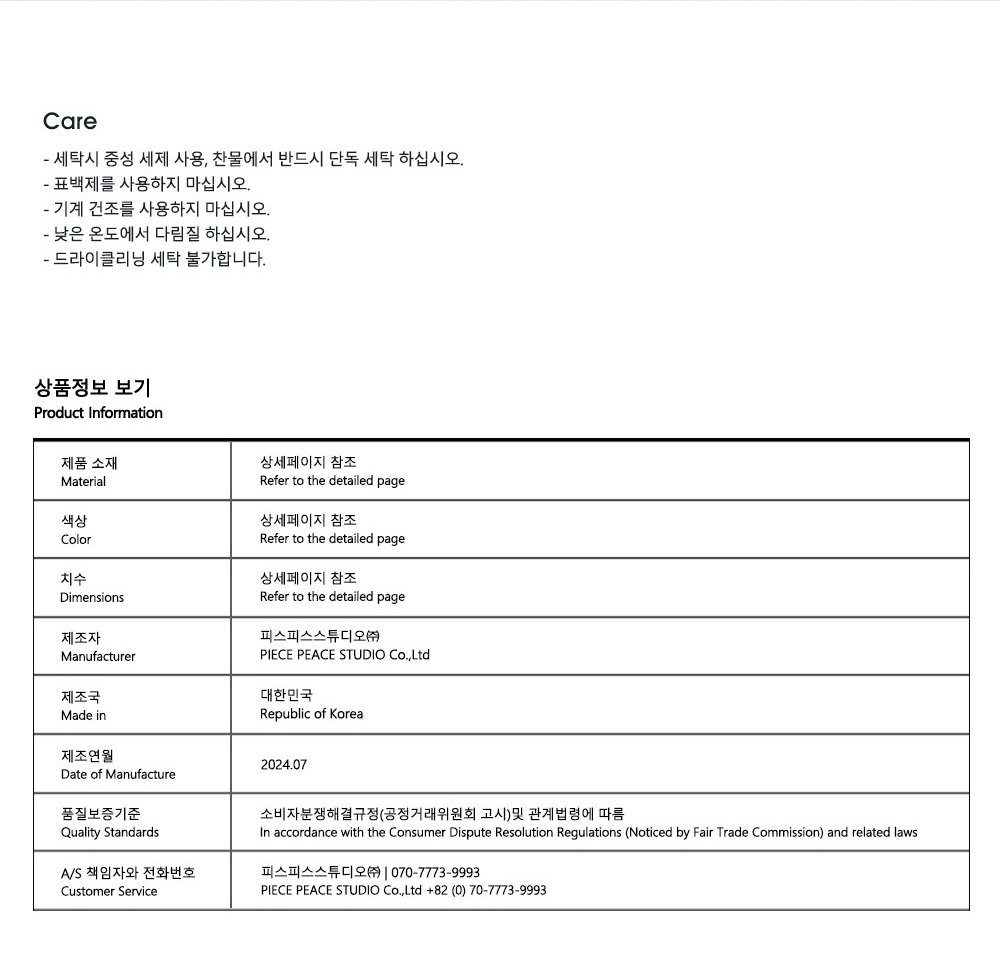 Care
- 세탁시 중성 세제 사용, 찬물에서 반드시 단독 세탁 하십시오.
- 표백제를 사용하지 마십시오.
- 기계 건조를 사용하지 마십시오.
- 낮은 온도에서 다림질 하십시오.
- 드라이클리닝 세탁 불가합니다.
상품정보 보기
Product Information
제품 소재
Material
상세페이지 참조
Refer to the detailed page
색상
Color
상세페이지 참조
Refer to the detailed page
치수
Dimensions
상세페이지 참조
Refer to the detailed page
제조자
Manufacturer
피스피스스튜디오㈜
PIECE PEACE STUDIO Co.,Ltd
제조국
Made in
대한민국
Republic of Korea
제조연월
Date of Manufacture
2024.07
품질보증기준
Quality Standards
소비자분쟁해결규정(공정거래위원회 고시)및 관계법령에 따름
In accordance with the Consumer Dispute Resolution Regulations (Noticed by Fair Trade Commission) and related laws
A/S 책임자와 전화번호
Customer Service
피스피스스튜디오㈜ | 070-7773-9993
PIECE PEACE STUDIO Co.,Ltd +82 (0) 70-7773-9993